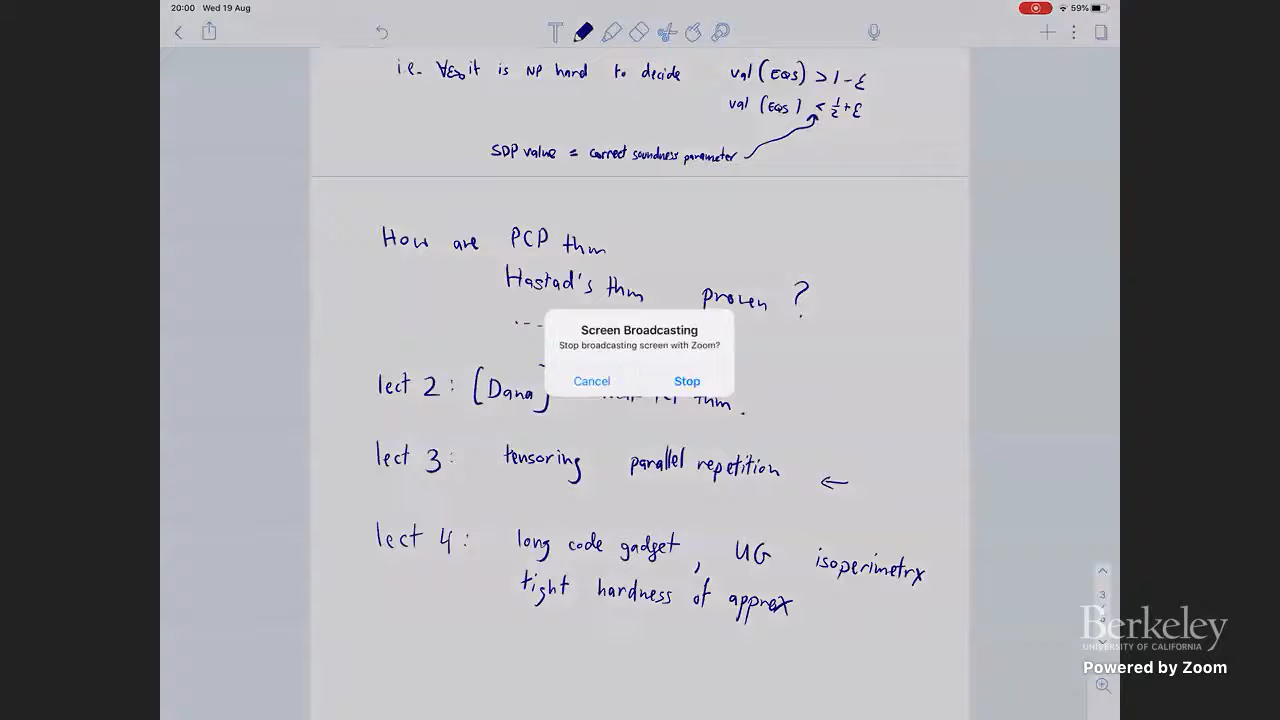 20:00 Wed 19 Aug
59%
i.e. ∀ε>0 it is NP hard to decide val (EQS) > 1-ε
val (EQS) < 1/2+ε
SDP value = correct soundness parameter
How are PCP thm
Hastad's thm proven ?
...
Screen Broadcasting
Stop broadcasting screen with Zoom?
Cancel Stop
lect 2: [Dana] thm.
lect 3: tensoring parallel repetition ←
lect 4: long code gadget, UG isoperimetry
tight hardness of approx
3
Berkeley
UNIVERSITY OF CALIFORNIA
Powered by Zoom